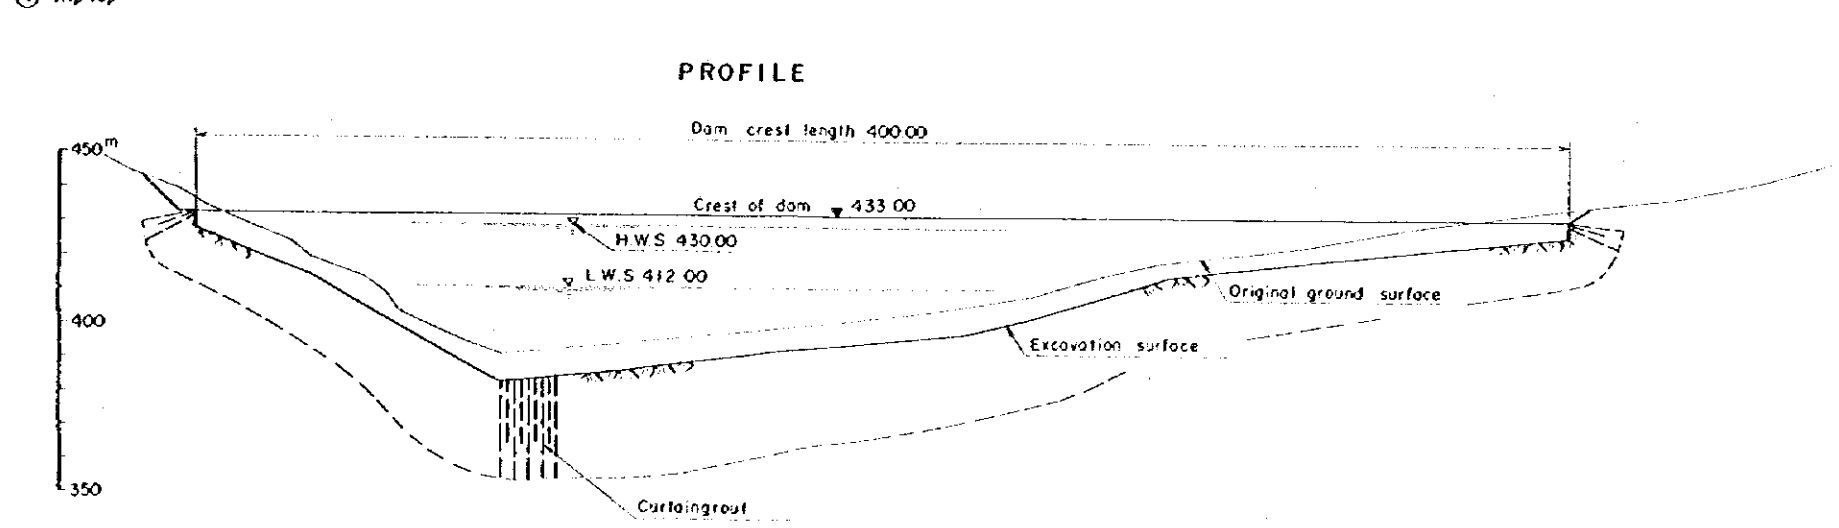 PROFILE
Dam crest length 400.00
450m
Crest of dam 433.00
H.W.S 430.00
L.W.S 412.00
Original ground surface
400
Excavation surface
350
Curtaingrout